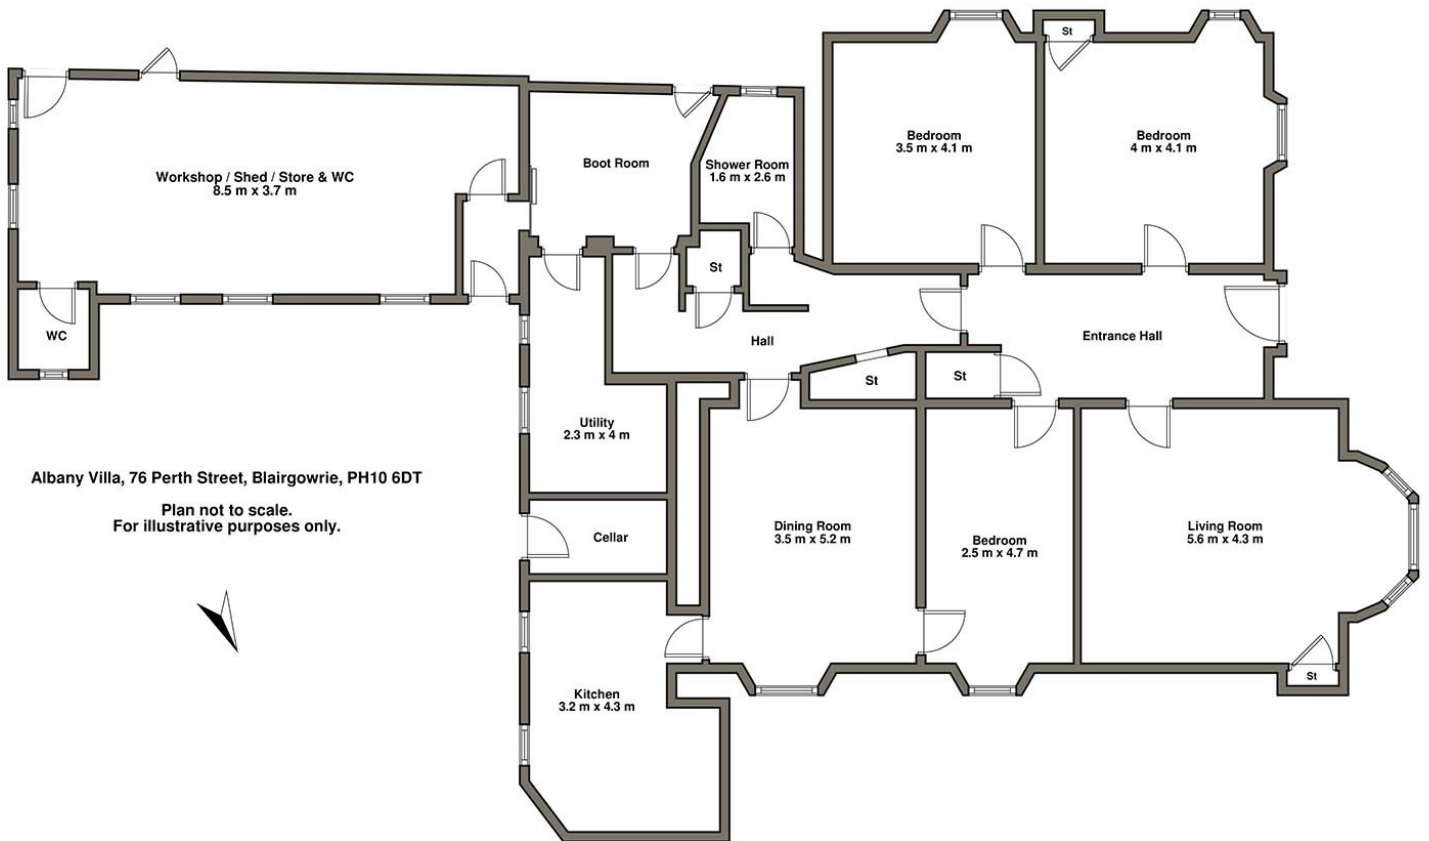 St
Bedroom
3.5 m x 4.1 m
Bedroom
4 m x 4.1 m
Boot Room
Shower Room
1.6 m x 2.6 m
Workshop / Shed / Store & WC
8.5 m x 3.7 m
St
WC
Hall
Entrance Hall
St
St
Utility
2.3 m x 4 m
Albany Villa, 76 Perth Street, Blairgowrie, PH10 6DT
Plan not to scale.
For illustrative purposes only.
Cellar
Dining Room
3.5 m x 5.2 m
Bedroom
2.5 m x 4.7 m
Living Room
5.6 m x 4.3 m
St
Kitchen
3.2 m x 4.3 m